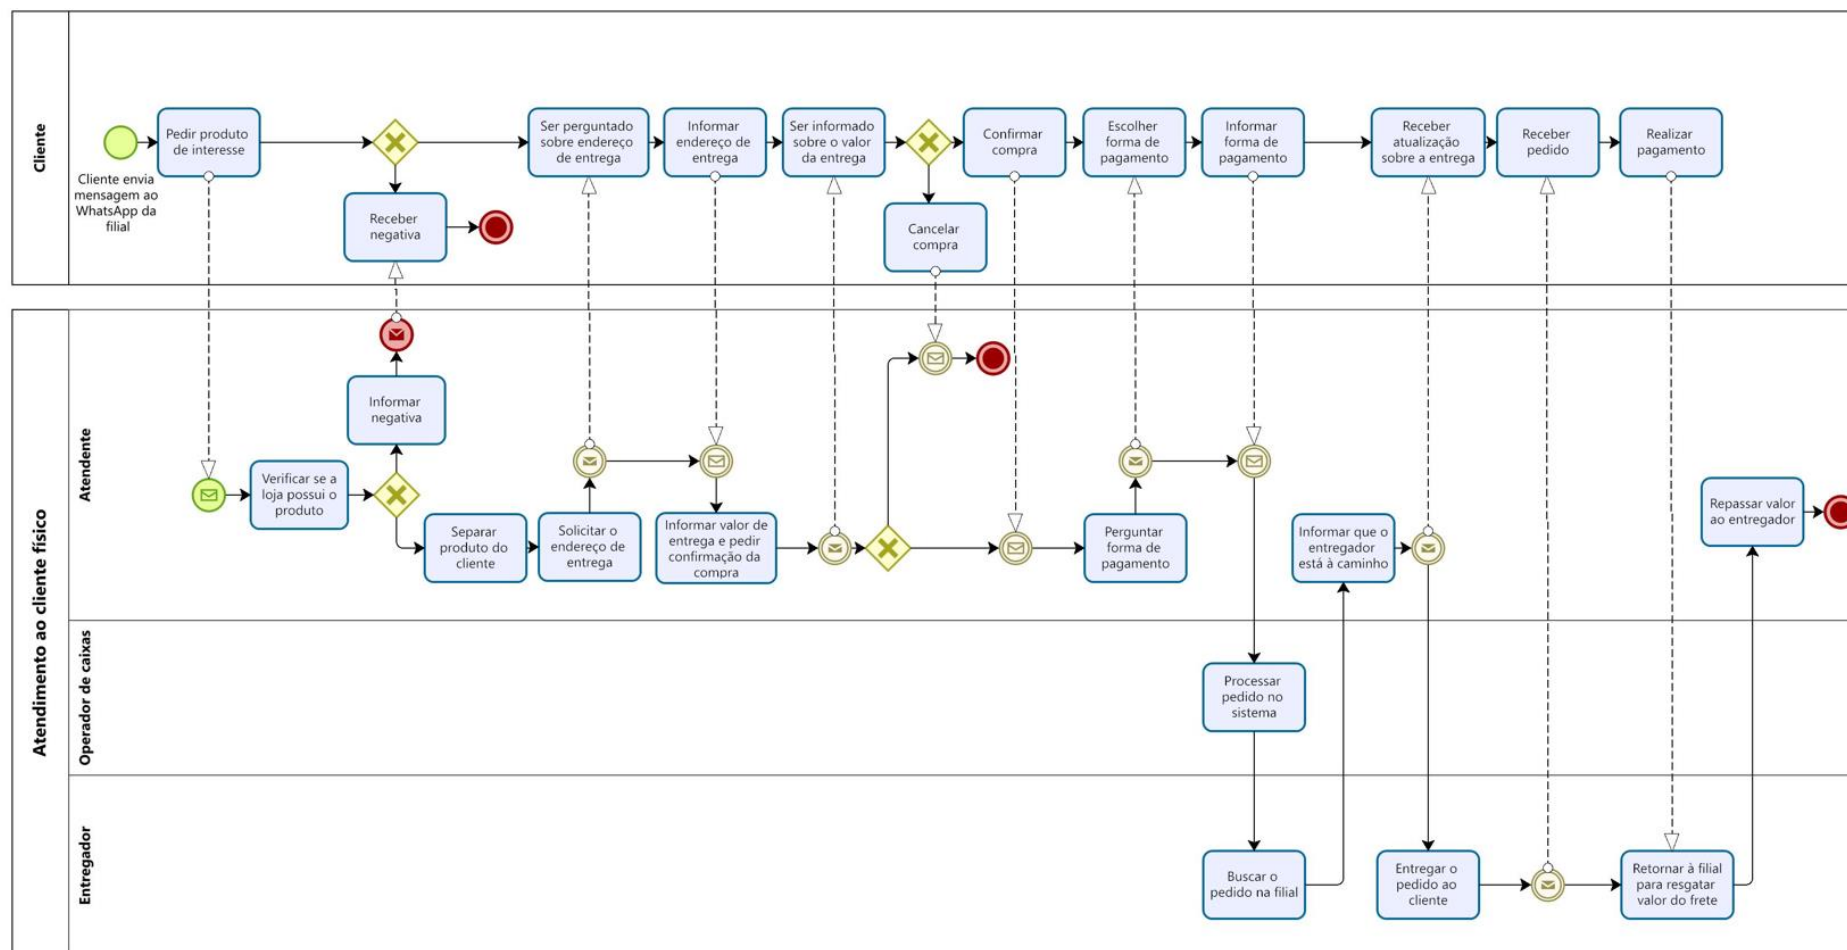 Cliente
Cliente envia
mensagem ao
WhatsApp da
filial
Pedir produto
de interesse
Receber
negativa
Ser perguntado
sobre endereço
de entrega
Informar
endereço de
entrega
Ser informado
sobre o valor
da entrega
Cancelar
compra
Confirmar
compra
Escolher
forma de
pagamento
Informar
forma de
pagamento
Receber
atualização
sobre a entrega
Receber
pedido
Realizar
pagamento
Atendimento ao cliente físico
Atendente
Verificar se a
loja possui o
produto
Informar
negativa
Separar
produto do
cliente
Solicitar o
endereço de
entrega
Informar valor de
entrega e pedir
confirmação da
compra
Perguntar
forma de
pagamento
Informar que o
entregador
está à caminho
Repassar valor
ao entregador
Operador de caixas
Processar
pedido no
sistema
Entregador
Buscar o
pedido na filial
Entregar o
pedido ao
cliente
Retornar à filial
para resgatar
valor do frete